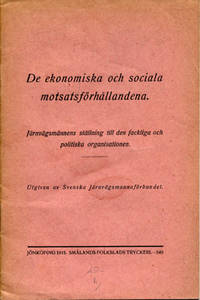 De ekonomiska och sociala
motsatsförhållandena.
Järnvägsmännens ställning till den fackliga och
politiska organisationen.
Utgiven av Svenska Järnvägsmannaförbundet.
JÖNKÖPING 1915. SMÅLANDS FOLKBLADS TRYCKERI.